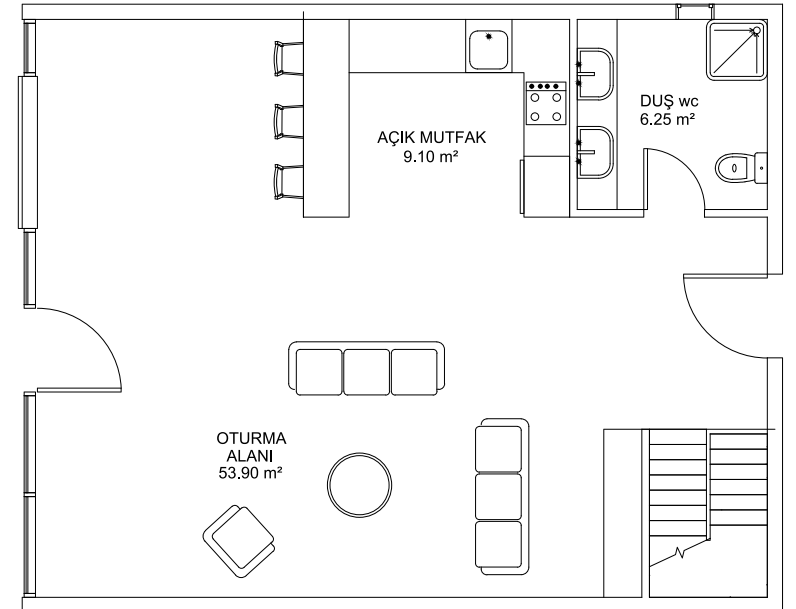 AÇIK MUTFAK
9.10 m²
DUŞ wc
6.25 m²
OTURMA
ALANI
53.90 m²